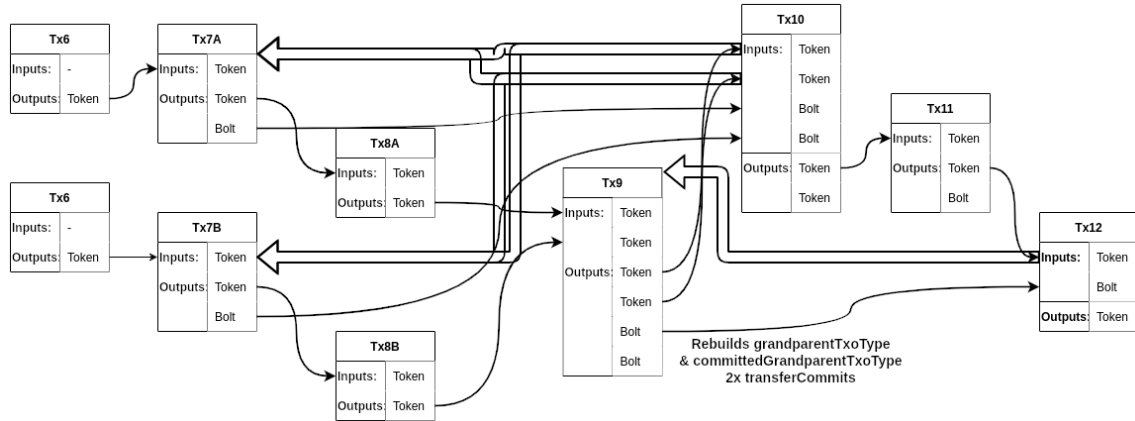 Tx6
Inputs: -
Outputs: Token
Tx7A
Inputs: Token
Outputs: Token
Bolt
Tx8A
Inputs: Token
Outputs: Token
Tx6
Inputs: -
Outputs: Token
Tx7B
Inputs: Token
Outputs: Token
Bolt
Tx8B
Inputs: Token
Outputs: Token
Tx9
Inputs: Token
Token
Outputs: Token
Token
Bolt
Bolt
Tx10
Inputs: Token
Token
Bolt
Bolt
Outputs: Token
Token
Tx11
Inputs: Token
Outputs: Token
Bolt
Tx12
Inputs: Token
Bolt
Outputs: Token
Rebuilds grandparentTxoType
& committedGrandparentTxoType
2x transferCommits